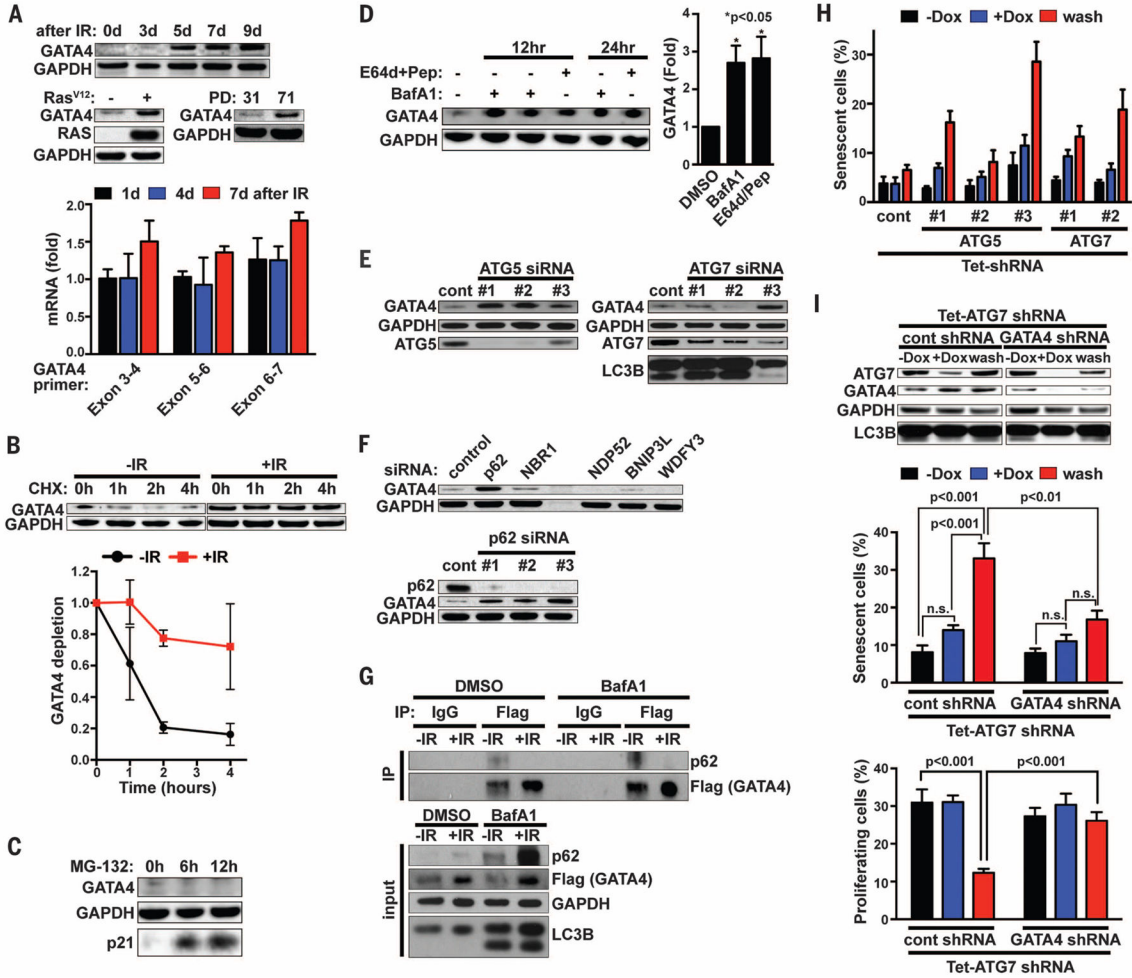 A
after IR: 0d 3d 5d 7d 9d
GATA4
GAPDH
Ras^V12: - +
GATA4
RAS
GAPDH
PD: 31 71
GATA4
GAPDH
1d 4d 7d after IR
mRNA (fold)
2.0
1.5
1.0
0.5
0.0
GATA4 primer:
Exon 3-4
Exon 5-6
Exon 6-7
B
-IR +IR
CHX: 0h 1h 2h 4h 0h 1h 2h 4h
GATA4
GAPDH
-IR +IR
GATA4 depletion
1.2
1.0
0.8
0.6
0.4
0.2
0.0
0 1 2 3 4
Time (hours)
C
MG-132: 0h 6h 12h
GATA4
GAPDH
p21
D
12hr 24hr
E64d+Pep - - - + - +
BafA1 - + + - + -
GATA4
GAPDH
*p<0.05
GATA4 (Fold)
4
3
2
1
0
* *
DMSO
BafA1
E64d/Pep
E
ATG5 siRNA
cont #1 #2 #3
GATA4
GAPDH
ATG5
ATG7 siRNA
cont #1 #2 #3
GATA4
GAPDH
ATG7
LC3B
F
siRNA: control p62 NBR1 NDP52 BNIP3L WDFY3
GATA4
GAPDH
p62 siRNA
cont #1 #2 #3
p62
GATA4
GAPDH
G
DMSO BafA1
IP: IgG Flag IgG Flag
-IR +IR -IR +IR -IR +IR -IR +IR
IP
p62
Flag (GATA4)
DMSO BafA1
-IR +IR -IR +IR
input
p62
Flag (GATA4)
GAPDH
LC3B
H
-Dox +Dox wash
Senescent cells (%)
40
30
20
10
0
cont #1 #2 #3 #1 #2
ATG5 ATG7
Tet-shRNA
I
Tet-ATG7 shRNA
cont shRNA GATA4 shRNA
-Dox +Dox wash -Dox +Dox wash
ATG7
GATA4
GAPDH
LC3B
-Dox +Dox wash
p<0.001 p<0.01
p<0.001
n.s. n.s.
n.s.
Senescent cells (%)
40
30
20
10
0
cont shRNA GATA4 shRNA
Tet-ATG7 shRNA
p<0.001 p<0.001
Proliferating cells (%)
40
30
20
10
30
cont shRNA GATA4 shRNA
Tet-ATG7 shRNA